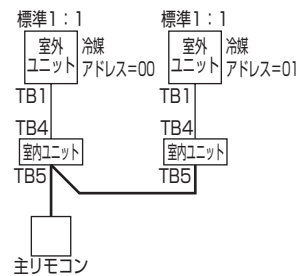 標準1：1
室外
ユニット
冷媒
アドレス=00
TB1
TB4
室内ユニット
TB5
標準1：1
室外
ユニット
冷媒
アドレス=01
TB1
TB4
室内ユニット
TB5
主リモコン